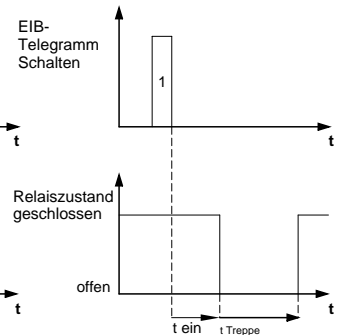 EIB-
Telegramm
Schalten
1
t
t
Relaiszustand
geschlossen
offen
t
t
t ein
t Treppe